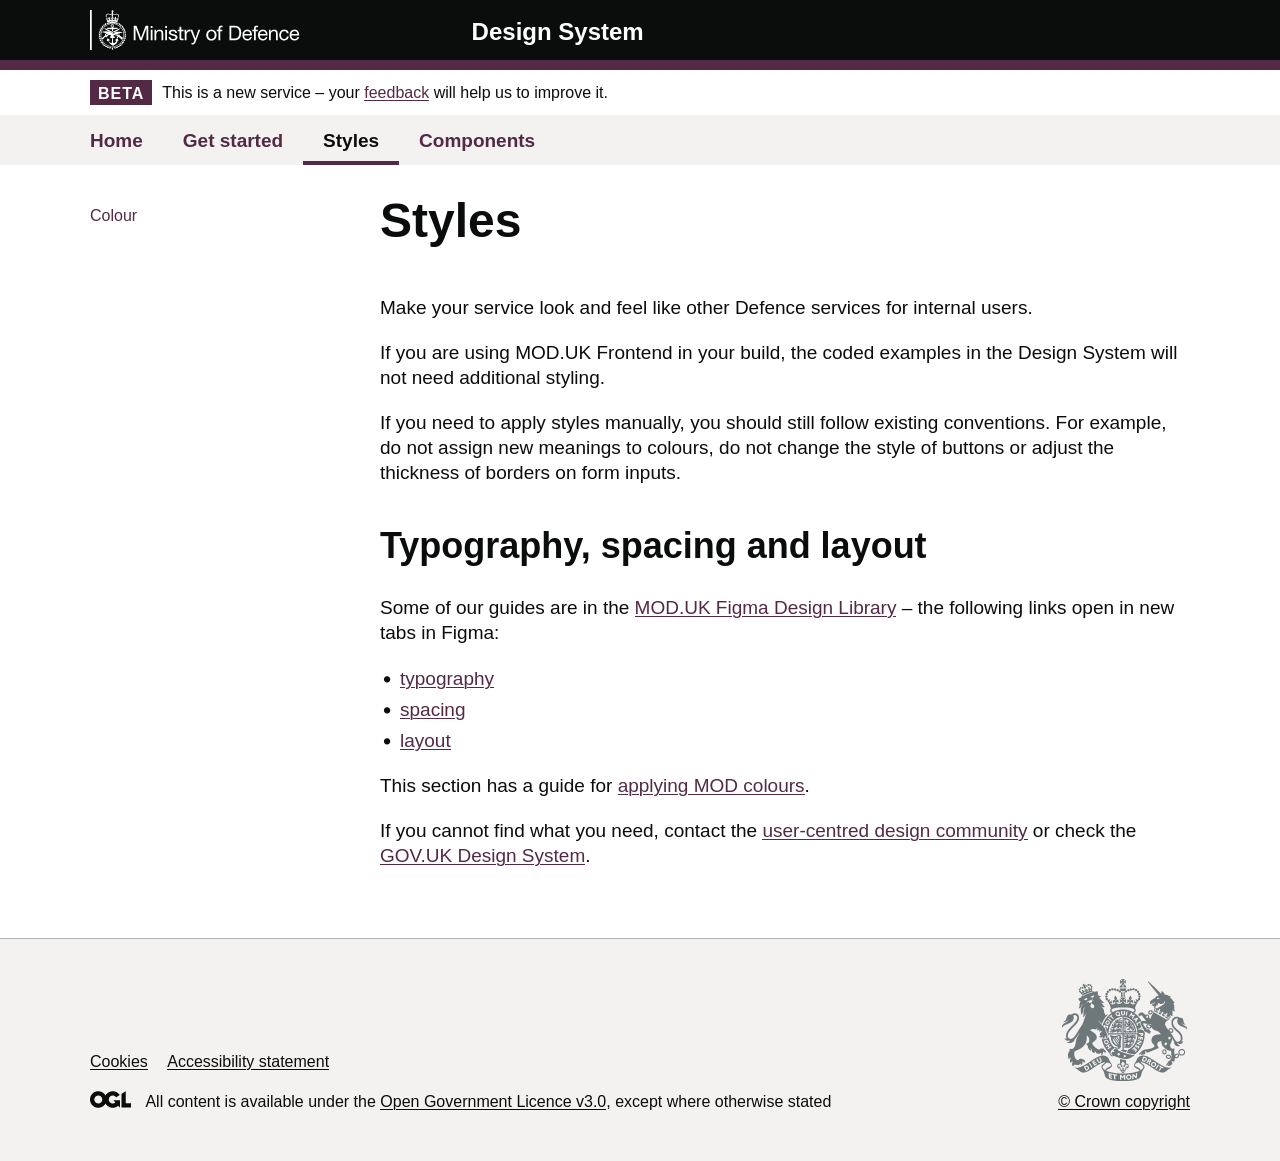 Ministry of Defence
Design System
BETA
This is a new service – your feedback will help us to improve it.
Home
Get started
Styles
Components
Colour
Styles
Make your service look and feel like other Defence services for internal users.
If you are using MOD.UK Frontend in your build, the coded examples in the Design System will
not need additional styling.
If you need to apply styles manually, you should still follow existing conventions. For example,
do not assign new meanings to colours, do not change the style of buttons or adjust the
thickness of borders on form inputs.
Typography, spacing and layout
Some of our guides are in the MOD.UK Figma Design Library – the following links open in new
tabs in Figma:
typography
spacing
layout
This section has a guide for applying MOD colours.
If you cannot find what you need, contact the user-centred design community or check the
GOV.UK Design System.
Cookies
Accessibility statement
OGL
All content is available under the Open Government Licence v3.0, except where otherwise stated
DIEU ET MON DROIT
© Crown copyright